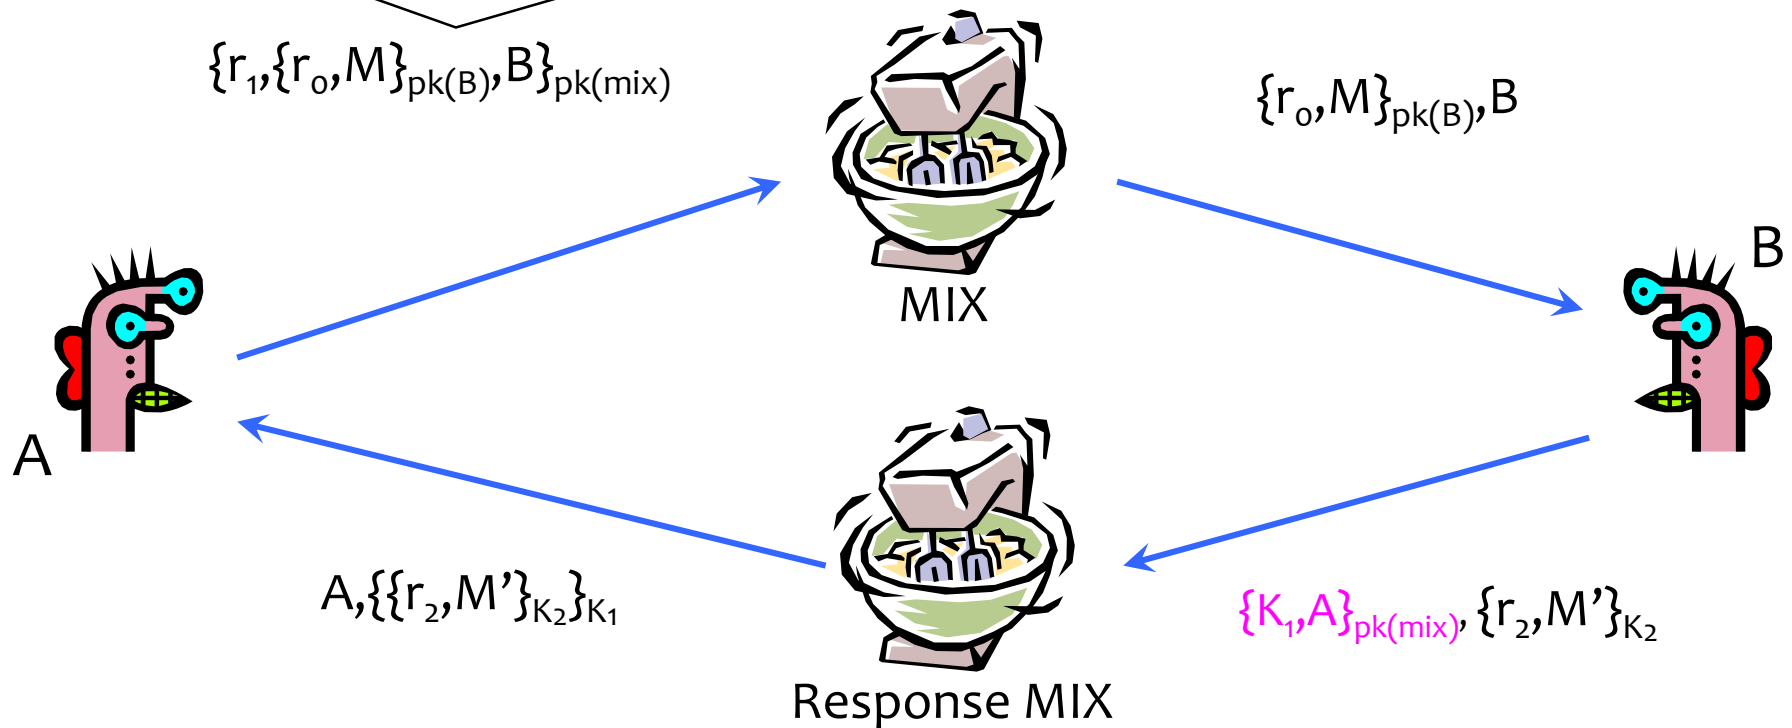 {r₁,{r₀,M}pk(B),B}pk(mix)
{r₀,M}pk(B),B
MIX
B
A
A,{{r₂,M’}K₂}K₁
{K₁,A}pk(mix), {r₂,M’}K₂
Response MIX